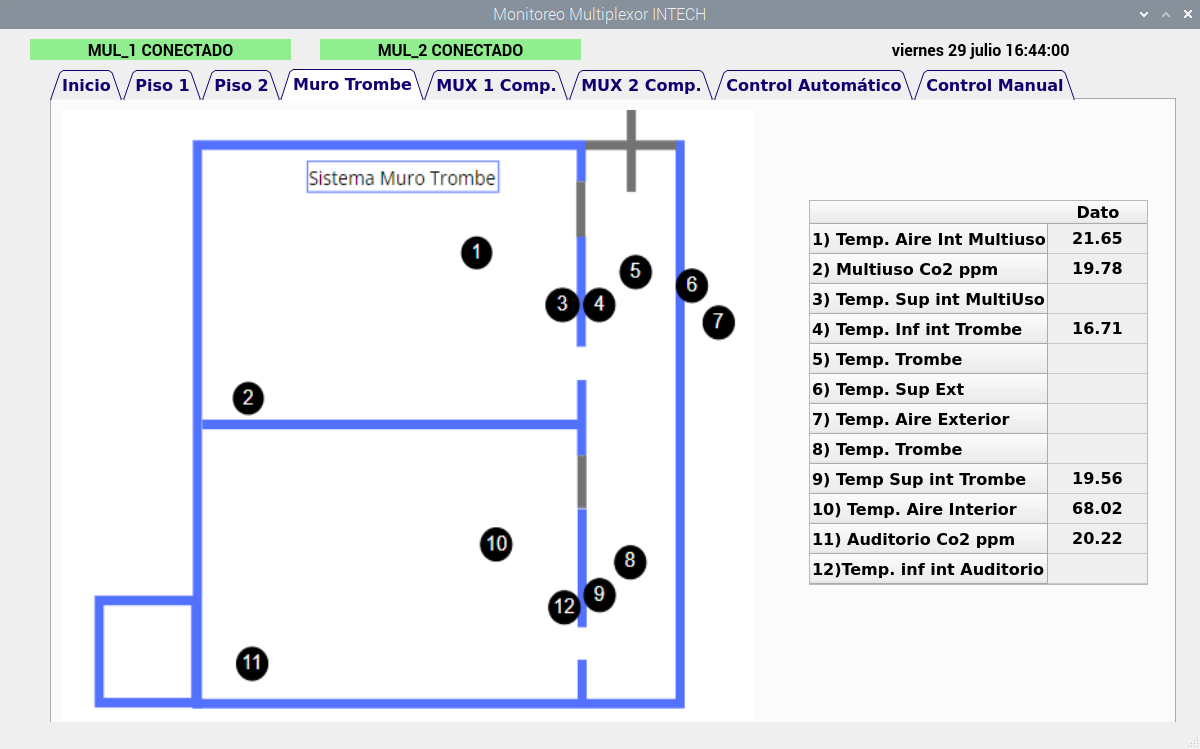 Monitoreo Multiplexor INTECH
MUL_1 CONECTADO MUL_2 CONECTADO viernes 29 julio 16:44:00
Inicio Piso 1 Piso 2 Muro Trombe MUX 1 Comp. MUX 2 Comp. Control Automático Control Manual
Sistema Muro Trombe
1
5
6
3
4
7
2
10
8
9
12
11
Dato
1) Temp. Aire Int Multiuso 21.65
2) Multiuso Co2 ppm 19.78
3) Temp. Sup int MultiUso
4) Temp. Inf int Trombe 16.71
5) Temp. Trombe
6) Temp. Sup Ext
7) Temp. Aire Exterior
8) Temp. Trombe
9) Temp Sup int Trombe 19.56
10) Temp. Aire Interior 68.02
11) Auditorio Co2 ppm 20.22
12)Temp. inf int Auditorio